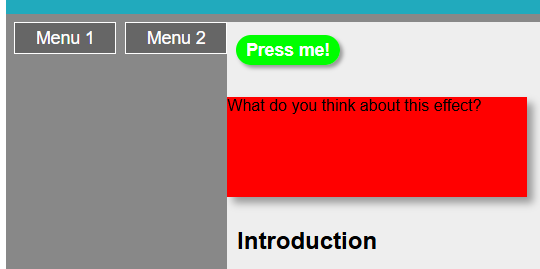 Menu 1 Menu 2
Press me!
What do you think about this effect?
Introduction